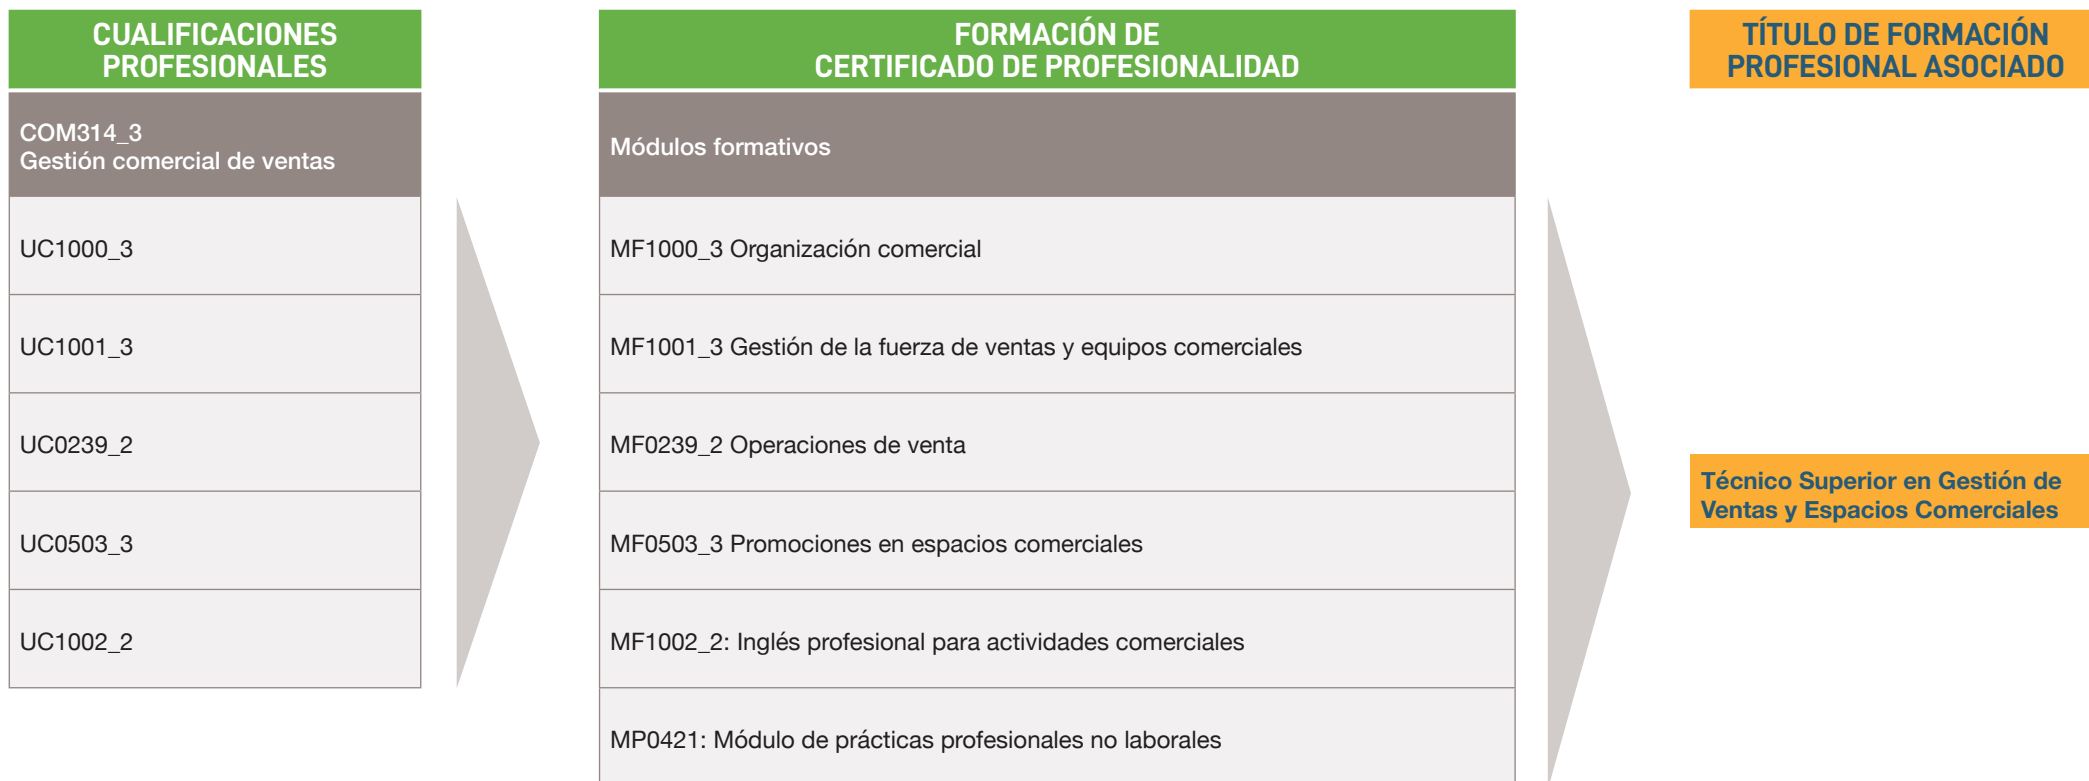 CUALIFICACIONES
PROFESIONALES
COM314_3
Gestión comercial de ventas
UC1000_3
UC1001_3
UC0239_2
UC0503_3
UC1002_2
FORMACIÓN DE
CERTIFICADO DE PROFESIONALIDAD
Módulos formativos
MF1000_3 Organización comercial
MF1001_3 Gestión de la fuerza de ventas y equipos comerciales
MF0239_2 Operaciones de venta
MF0503_3 Promociones en espacios comerciales
MF1002_2: Inglés profesional para actividades comerciales
MP0421: Módulo de prácticas profesionales no laborales
TÍTULO DE FORMACIÓN
PROFESIONAL ASOCIADO
Técnico Superior en Gestión de
Ventas y Espacios Comerciales